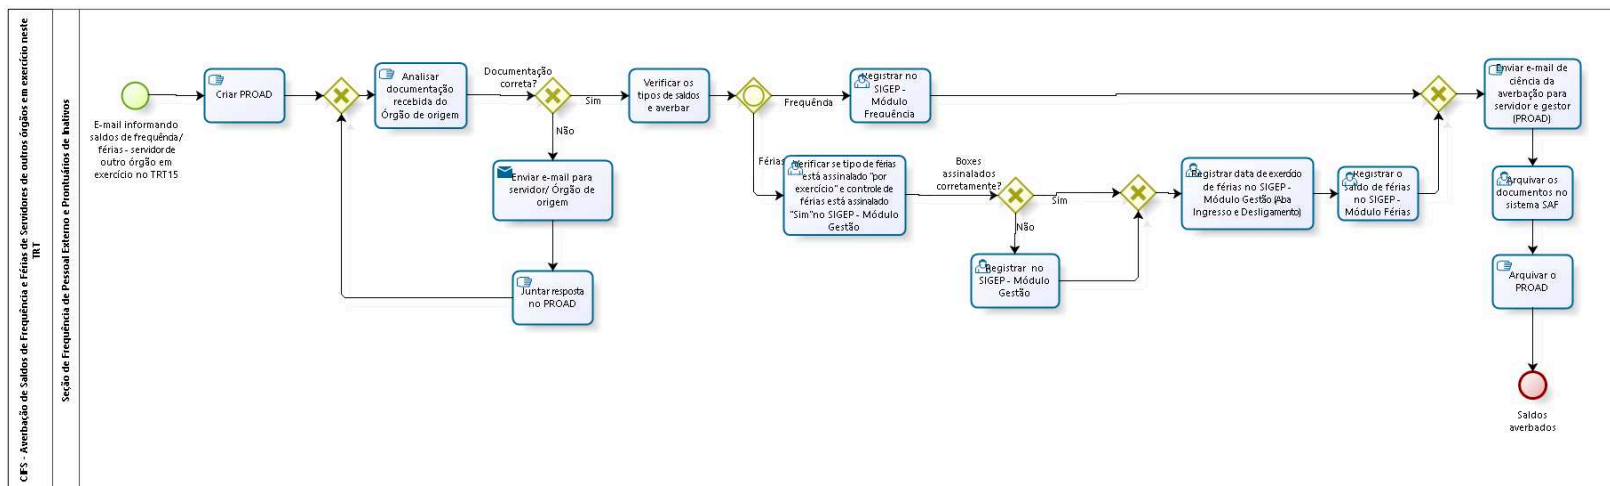 CIFS - Averbação de Saldos de Frequência e Férias de Servidores de outros órgãos em exercício neste
TRT
Seção de Frequência de Pessoal Externo e Prontuários de Inativos
E-mail informando
saldos de frequência/
férias - servidor de
outro órgão em
exercício no TRT15
Criar PROAD
Analisar
documentação
recebida do
Órgão de origem
Documentação
correta?
Sim
Não
Enviar e-mail para
servidor/ Órgão de
origem
Juntar resposta
no PROAD
Verificar os
tipos de saldos
e averbar
Frequência
Registrar no
SIGEP -
Módulo
Frequência
Férias
Verificar se tipo de férias
está assinalado "por
exercício" e controle de
férias está assinalado
"Sim"no SIGEP - Módulo
Gestão
Boxes
assinalados
corretamente?
Sim
Não
Registrar no
SIGEP - Módulo
Gestão
Registrar data de exercício
de férias no SIGEP -
Módulo Gestão (Aba
Ingresso e Desligamento)
Registrar o
saldo de férias
no SIGEP -
Módulo Férias
Enviar e-mail de
ciência da
averbação para
servidor e gestor
(PROAD)
Arquivar os
documentos no
sistema SAF
Arquivar o
PROAD
Saldos
averbados